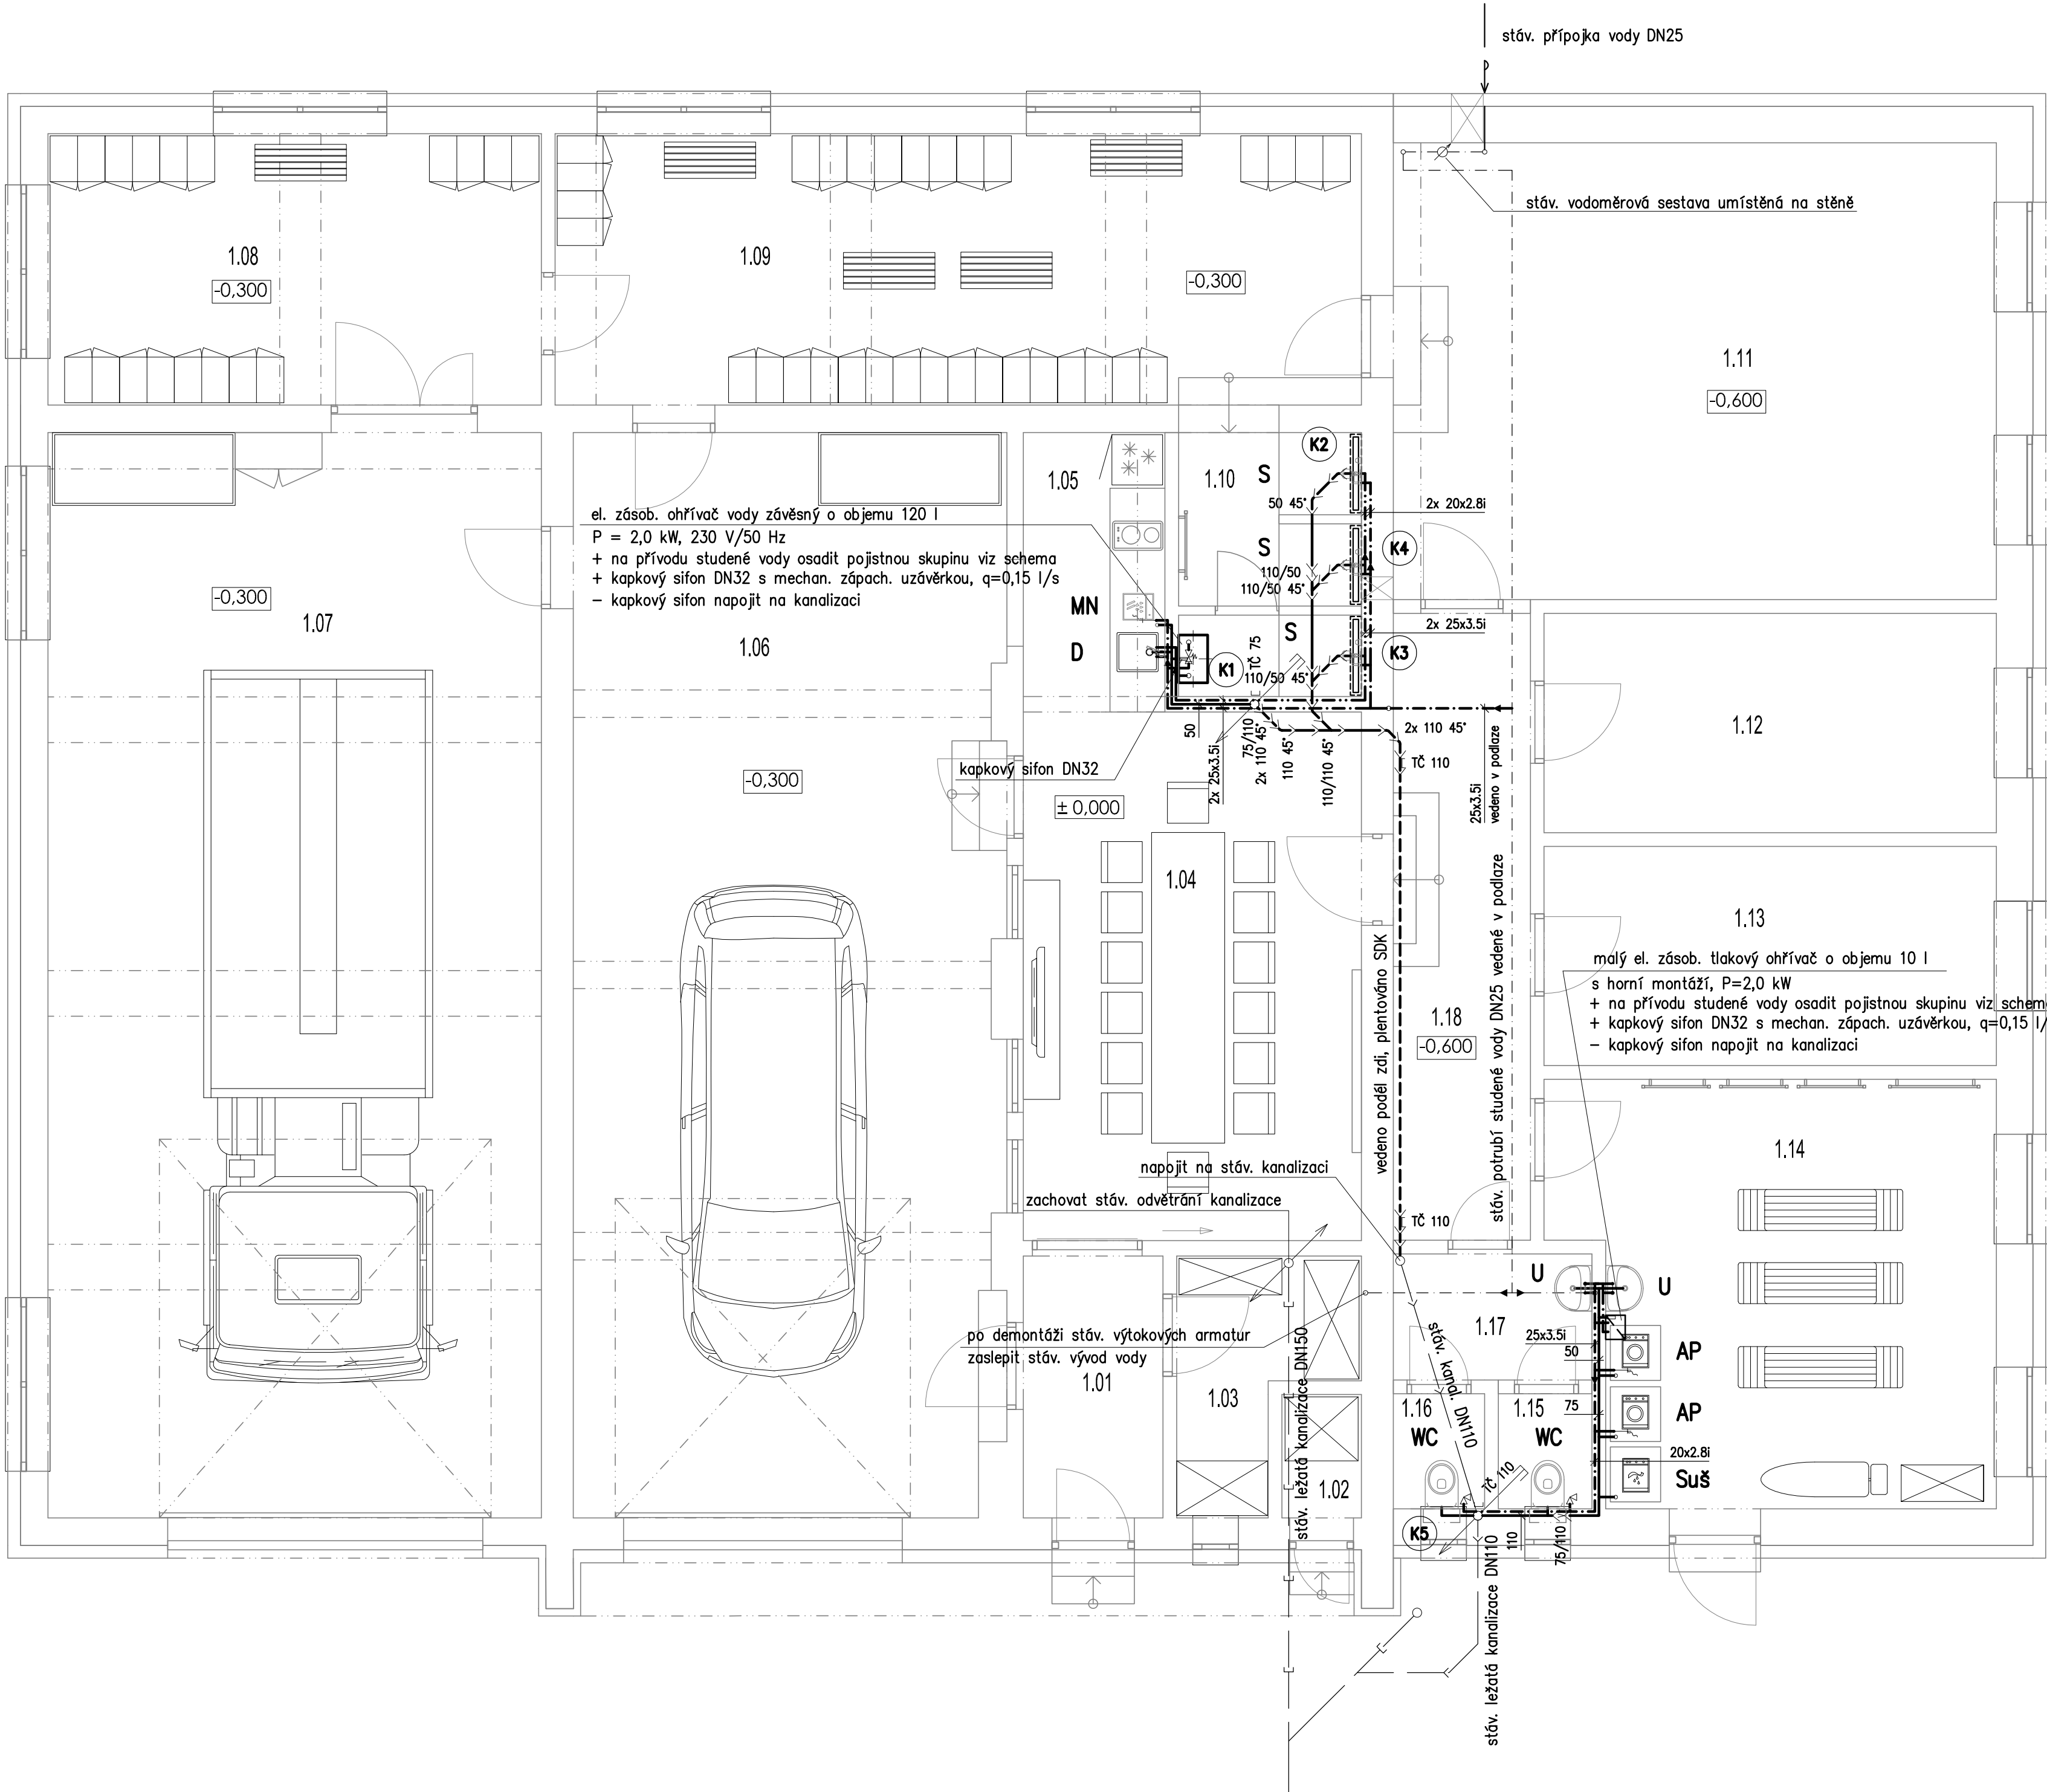 stáv. přípojka vody DN25
stáv. vodoměrová sestava umístěná na stěně
1.08
-0,300
1.09
-0,300
1.11
-0,600
K2
1.05
1.10
S
50 45°
2x 20x2.8i
el. zásob. ohřívač vody závěsný o objemu 120 l
P = 2,0 kW, 230 V/50 Hz
+ na přívodu studené vody osadit pojistnou skupinu viz schema
+ kapkový sifon DN32 s mechan. zápach. uzávěrkou, q=0,15 l/s
- kapkový sifon napojit na kanalizaci
S
K4
110/50
110/50 45°
-0,300
1.07
MN
1.06
D
S
2x 25x3.5i
K3
K1
TČ 75
110/50 45°
50
2x 25x3.5i
75/110
2x 110 45°
110 45°
110/110 45°
2x 110 45°
TČ 110
1.12
kapkový sifon DN32
-0,300
± 0,000
25x3.5i
vedeno v podlaze
1.04
stáv. potrubí studené vody DN25 vedené v podlaze
vedeno podél zdi, plentováno SDK
1.13
malý el. zásob. tlakový ohřívač o objemu 10 l
s horní montáží, P=2,0 kW
+ na přívodu studené vody osadit pojistnou skupinu viz schem
+ kapkový sifon DN32 s mechan. zápach. uzávěrkou, q=0,15 l/
- kapkový sifon napojit na kanalizaci
1.18
-0,600
1.14
napojit na stáv. kanalizaci
zachovat stáv. odvětrání kanalizace
TČ 110
U
U
1.17
po demontáži stáv. výtokových armatur
zaslepit stáv. vývod vody
1.01
1.03
stáv. ležatá kanalizace DN150
stáv. kanal. DN110
25x3.5i
50
AP
1.16
WC
1.15
WC
75
AP
20x2.8i
Suš
1.02
TČ 110
K5
110
75/110
stáv. ležatá kanalizace DN110